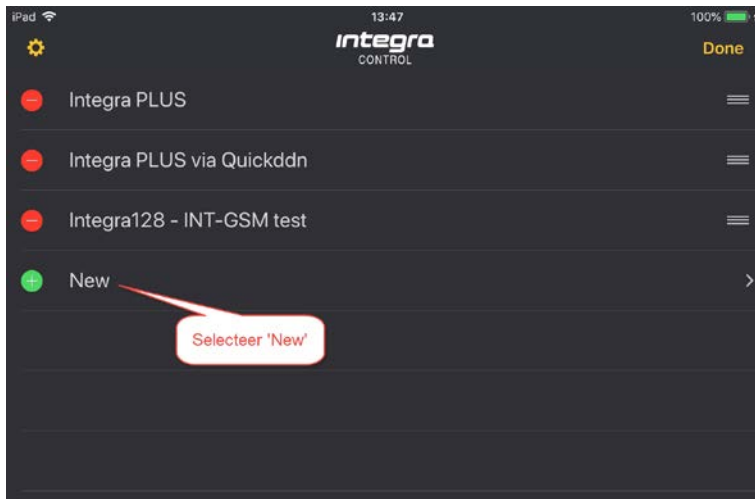 iPad
13:47
100%
Integra
CONTROL
Done
Integra PLUS
Integra PLUS via Quickddn
Integra128 - INT-GSM test
New
Selecteer 'New'